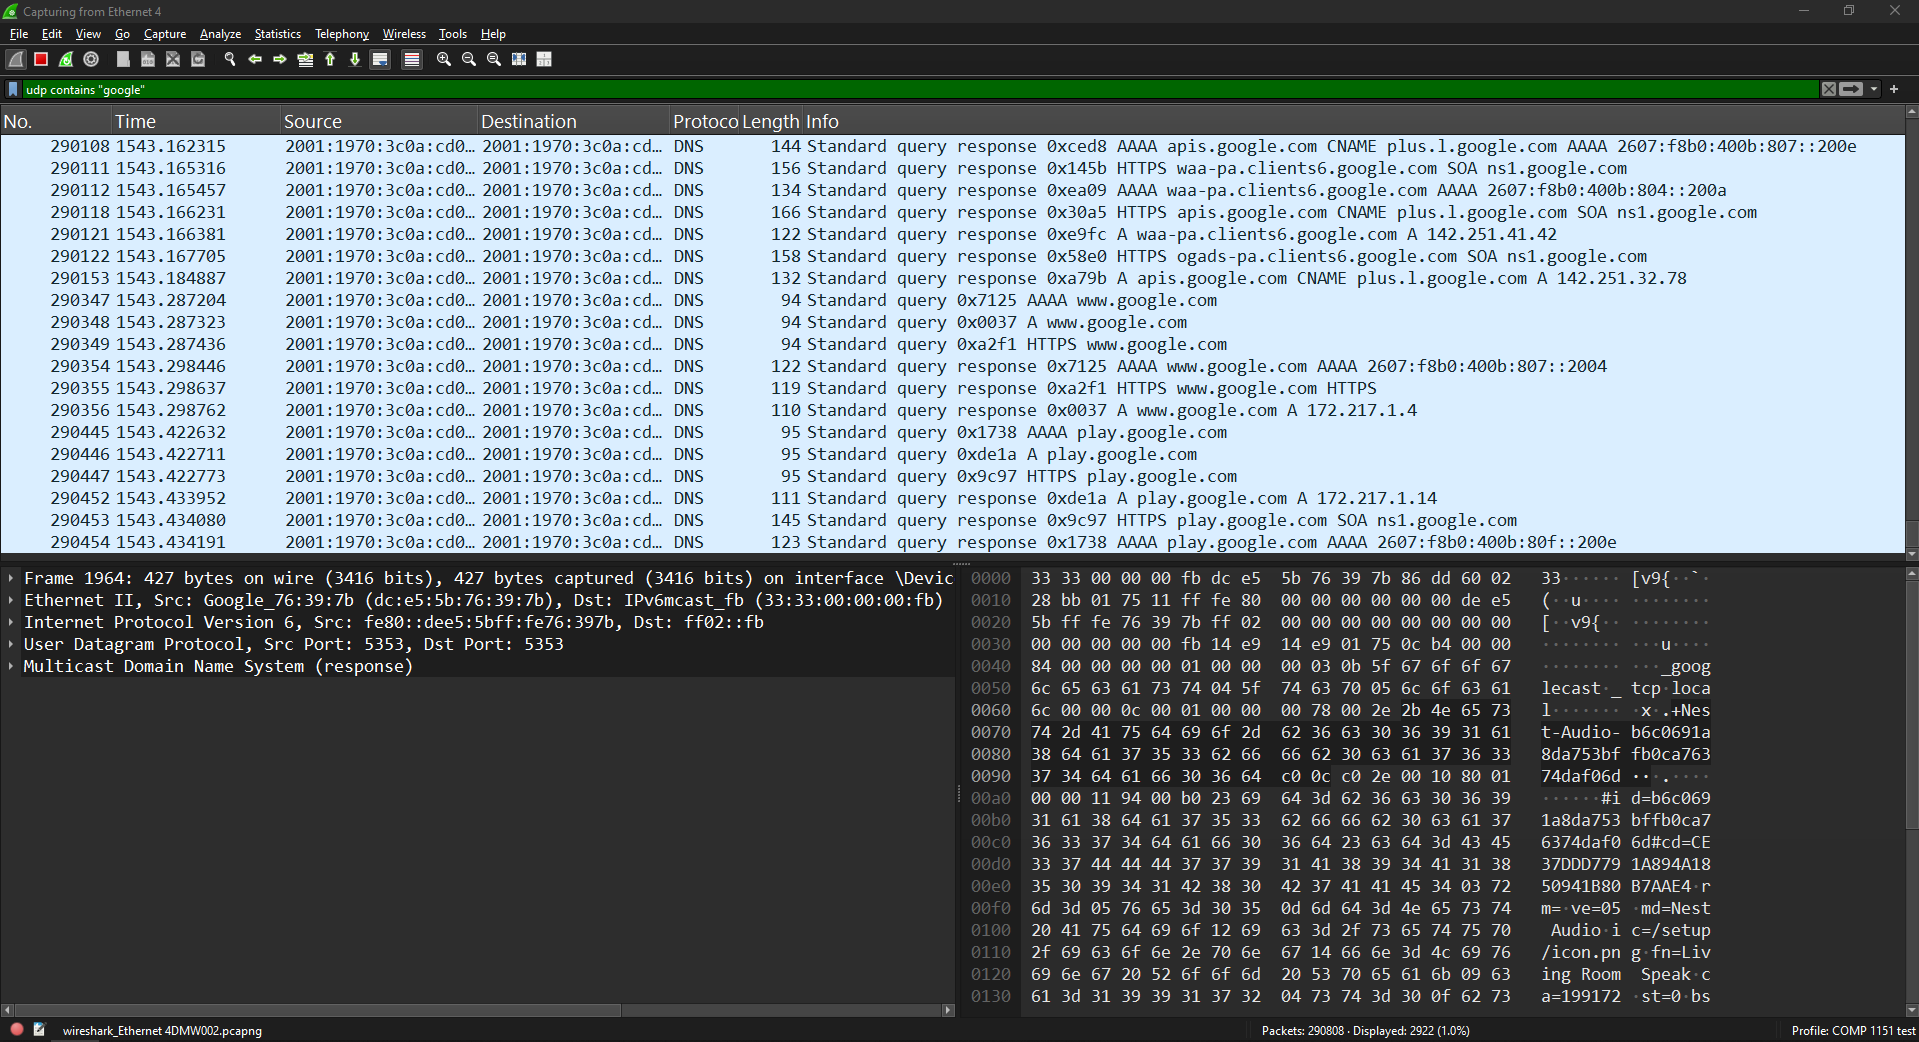 Capturing from Ethernet 4
File Edit View Go Capture Analyze Statistics Telephony Wireless Tools Help
udp contains "google"
No. Time Source Destination Protoco Length Info
290108 1543.162315 2001:1970:3c0a:cd0… 2001:1970:3c0a:cd… DNS 144 Standard query response 0xced8 AAAA apis.google.com CNAME plus.l.google.com AAAA 2607:f8b0:400b:807::200e
290111 1543.165316 2001:1970:3c0a:cd0… 2001:1970:3c0a:cd… DNS 156 Standard query response 0x145b HTTPS waa-pa.clients6.google.com SOA ns1.google.com
290112 1543.165457 2001:1970:3c0a:cd0… 2001:1970:3c0a:cd… DNS 134 Standard query response 0xea09 AAAA waa-pa.clients6.google.com AAAA 2607:f8b0:400b:804::200a
290118 1543.166231 2001:1970:3c0a:cd0… 2001:1970:3c0a:cd… DNS 166 Standard query response 0x30a5 HTTPS apis.google.com CNAME plus.l.google.com SOA ns1.google.com
290121 1543.166381 2001:1970:3c0a:cd0… 2001:1970:3c0a:cd… DNS 122 Standard query response 0xe9fc A waa-pa.clients6.google.com A 142.251.41.42
290122 1543.167705 2001:1970:3c0a:cd0… 2001:1970:3c0a:cd… DNS 158 Standard query response 0x58e0 HTTPS ogads-pa.clients6.google.com SOA ns1.google.com
290153 1543.184887 2001:1970:3c0a:cd0… 2001:1970:3c0a:cd… DNS 132 Standard query response 0xa79b A apis.google.com CNAME plus.l.google.com A 142.251.32.78
290347 1543.287204 2001:1970:3c0a:cd0… 2001:1970:3c0a:cd… DNS 94 Standard query 0x7125 AAAA www.google.com
290348 1543.287323 2001:1970:3c0a:cd0… 2001:1970:3c0a:cd… DNS 94 Standard query 0x0037 A www.google.com
290349 1543.287436 2001:1970:3c0a:cd0… 2001:1970:3c0a:cd… DNS 94 Standard query 0xa2f1 HTTPS www.google.com
290354 1543.298446 2001:1970:3c0a:cd0… 2001:1970:3c0a:cd… DNS 122 Standard query response 0x7125 AAAA www.google.com AAAA 2607:f8b0:400b:807::2004
290355 1543.298637 2001:1970:3c0a:cd0… 2001:1970:3c0a:cd… DNS 119 Standard query response 0xa2f1 HTTPS www.google.com HTTPS
290356 1543.298762 2001:1970:3c0a:cd0… 2001:1970:3c0a:cd… DNS 110 Standard query response 0x0037 A www.google.com A 172.217.1.4
290445 1543.422632 2001:1970:3c0a:cd0… 2001:1970:3c0a:cd… DNS 95 Standard query 0x1738 AAAA play.google.com
290446 1543.422711 2001:1970:3c0a:cd0… 2001:1970:3c0a:cd… DNS 95 Standard query 0xde1a A play.google.com
290447 1543.422773 2001:1970:3c0a:cd0… 2001:1970:3c0a:cd… DNS 95 Standard query 0x9c97 HTTPS play.google.com
290452 1543.433952 2001:1970:3c0a:cd0… 2001:1970:3c0a:cd… DNS 111 Standard query response 0xde1a A play.google.com A 172.217.1.14
290453 1543.434080 2001:1970:3c0a:cd0… 2001:1970:3c0a:cd… DNS 145 Standard query response 0x9c97 HTTPS play.google.com SOA ns1.google.com
290454 1543.434191 2001:1970:3c0a:cd0… 2001:1970:3c0a:cd… DNS 123 Standard query response 0x1738 AAAA play.google.com AAAA 2607:f8b0:400b:80f::200e
Frame 1964: 427 bytes on wire (3416 bits), 427 bytes captured (3416 bits) on interface \Devic
Ethernet II, Src: Google_76:39:7b (dc:e5:5b:76:39:7b), Dst: IPv6mcast_fb (33:33:00:00:00:fb)
Internet Protocol Version 6, Src: fe80::dee5:5bff:fe76:397b, Dst: ff02::fb
User Datagram Protocol, Src Port: 5353, Dst Port: 5353
Multicast Domain Name System (response)
0000 33 33 00 00 00 fb dc e5 5b 76 39 7b 86 dd 60 02 33······ [v9{··`·
0010 28 bb 01 75 11 ff fe 80 00 00 00 00 00 00 de e5 (··u···· ········
0020 5b ff fe 76 39 7b ff 02 00 00 00 00 00 00 00 00 [··v9{·· ········
0030 00 00 00 00 00 fb 14 e9 14 e9 01 75 0c b4 00 00 ········ ···u····
0040 84 00 00 00 00 01 00 00 00 03 0b 5f 67 6f 6f 67 ········ ···_goog
0050 6c 65 63 61 73 74 04 5f 74 63 70 05 6c 6f 63 61 lecast·_ tcp·loca
0060 6c 00 00 0c 00 01 00 00 00 78 00 2e 2b 4e 65 73 l······· ·x·.+Nes
0070 74 2d 41 75 64 69 6f 2d 62 36 63 30 36 39 31 61 t-Audio- b6c0691a
0080 38 64 61 37 35 33 62 66 66 62 30 63 61 37 36 33 8da753bf fb0ca763
0090 37 34 64 61 66 30 36 64 c0 0c c0 2e 00 10 80 01 74daf06d ···.····
00a0 00 00 11 94 00 b0 23 69 64 3d 62 36 63 30 36 39 ······#i d=b6c069
00b0 31 61 38 64 61 37 35 33 62 66 66 62 30 63 61 37 1a8da753 bffb0ca7
00c0 36 33 37 34 64 61 66 30 36 64 23 63 64 3d 43 45 6374daf0 6d#cd=CE
00d0 33 37 44 44 44 37 37 39 31 41 38 39 34 41 31 38 37DDD779 1A894A18
00e0 35 30 39 34 31 42 38 30 42 37 41 41 45 34 03 72 50941B80 B7AAE4·r
00f0 6d 3d 05 76 65 3d 30 35 0d 6d 64 3d 4e 65 73 74 m=·ve=05 ·md=Nest
0100 20 41 75 64 69 6f 12 69 63 3d 2f 73 65 74 75 70 Audio·i c=/setup
0110 2f 69 63 6f 6e 2e 70 6e 67 14 66 6e 3d 4c 69 76 /icon.pn g·fn=Liv
0120 69 6e 67 20 52 6f 6f 6d 20 53 70 65 61 6b 09 63 ing Room Speak·c
0130 61 3d 31 39 39 31 37 32 04 73 74 3d 30 0f 62 73 a=199172 ·st=0·bs
wireshark_Ethernet 4DMW002.pcapng Packets: 290808 · Displayed: 2922 (1.0%) Profile: COMP 1151 test